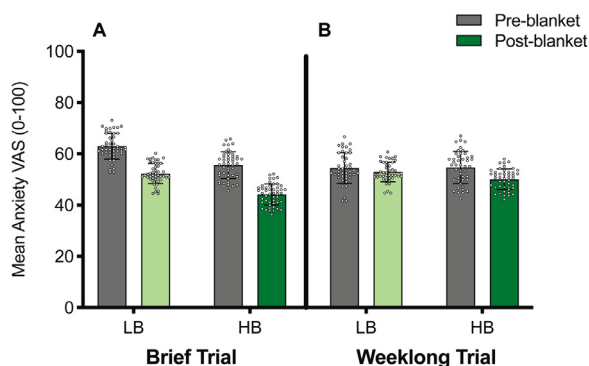 A
B
Pre-blanket
Post-blanket
Mean Anxiety VAS (0-100)
100
80
60
40
20
0
LB
HB
LB
HB
Brief Trial
Weeklong Trial